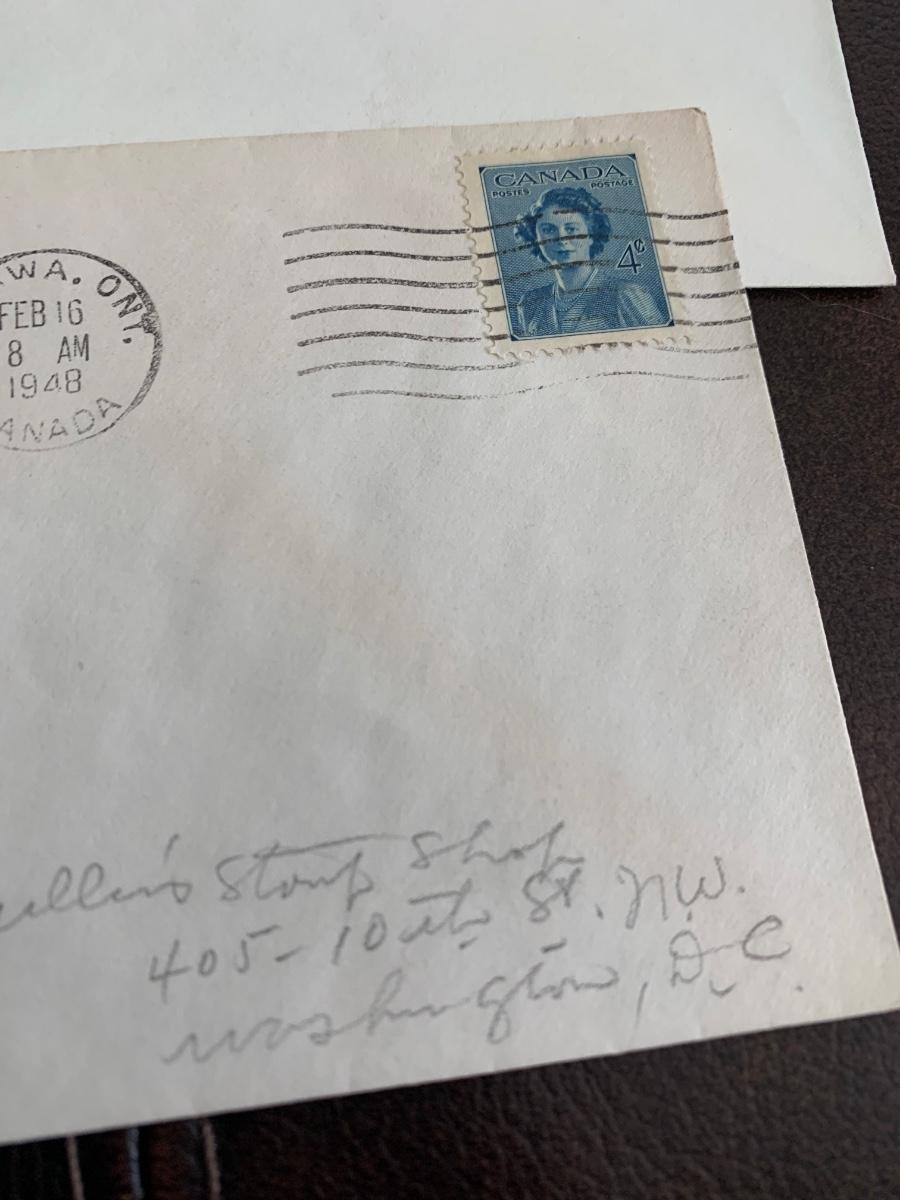 CANADA
POSTES POSTAGE
4¢
WA. ONT.
FEB 16
8 AM
1948
ANADA
Stamp Shop
405-10th St. N.W.
Washington, D.C.